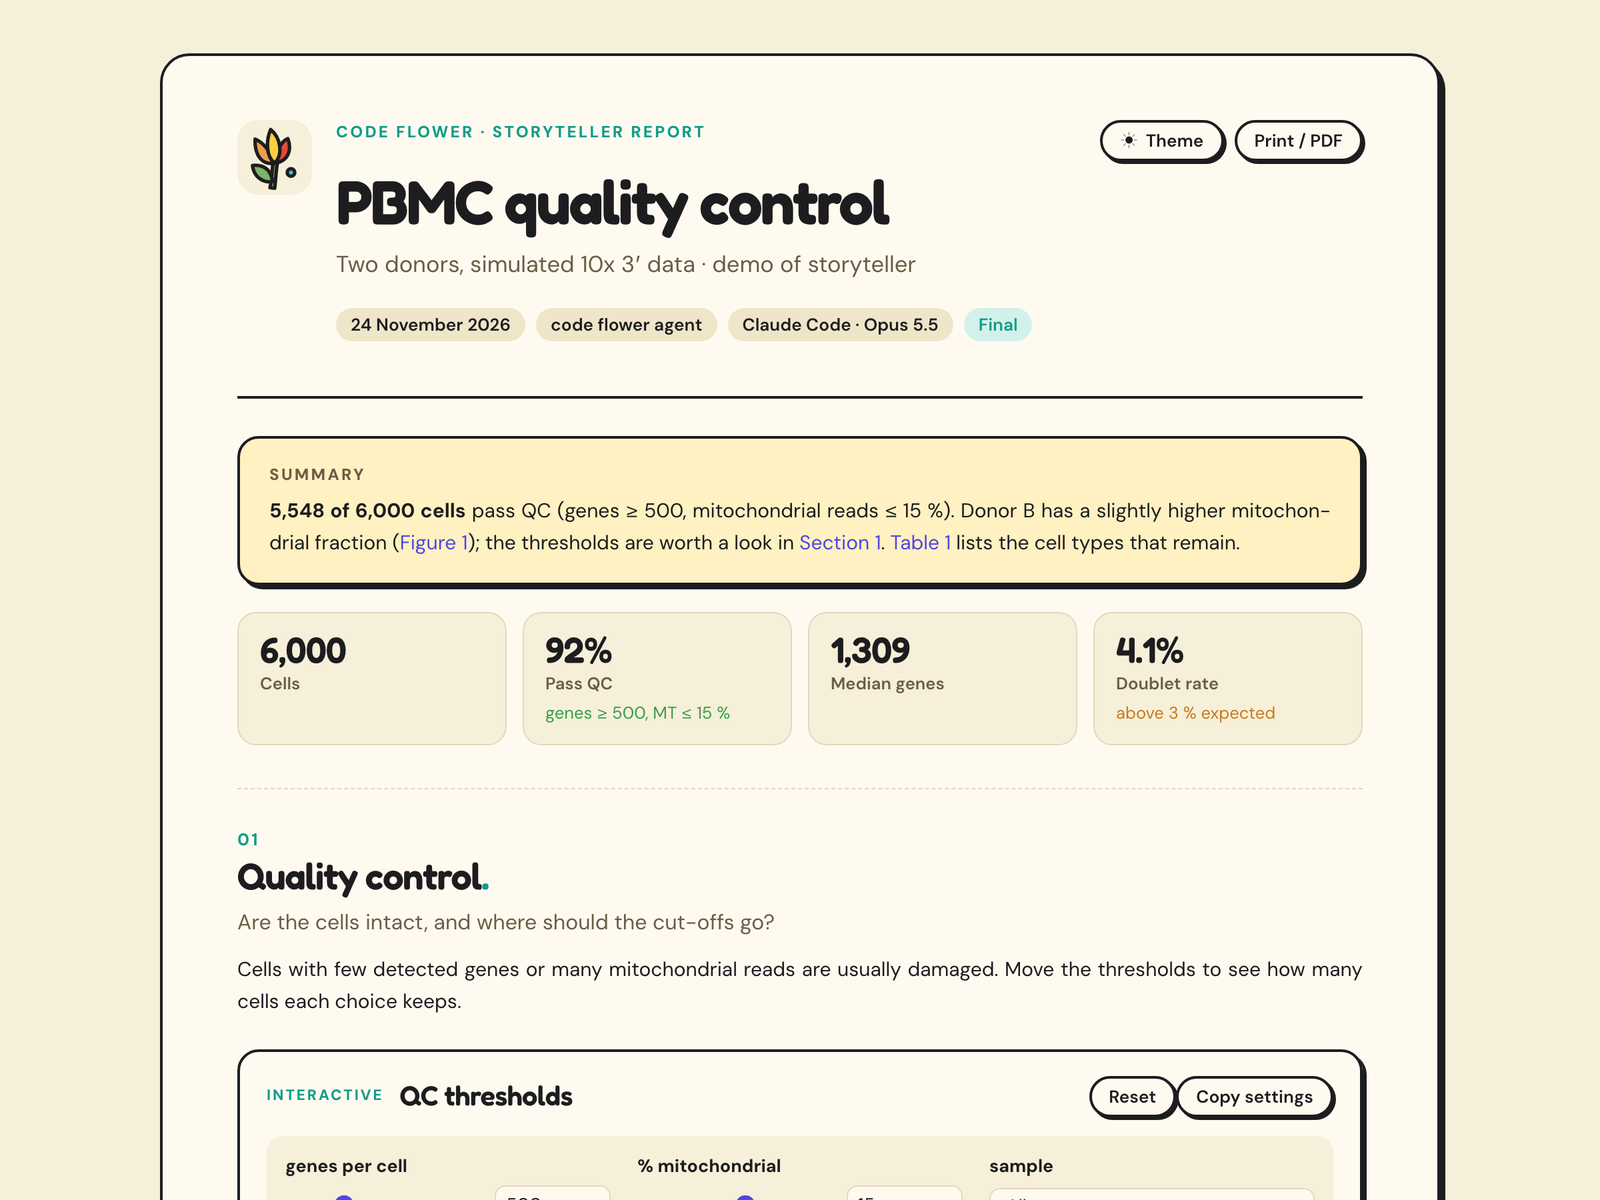 CODE FLOWER · STORYTELLER REPORT
Theme
Print / PDF
PBMC quality control
Two donors, simulated 10x 3′ data · demo of storyteller
24 November 2026
code flower agent
Claude Code · Opus 5.5
Final
SUMMARY
5,548 of 6,000 cells pass QC (genes ≥ 500, mitochondrial reads ≤ 15 %). Donor B has a slightly higher mitochon-
drial fraction (Figure 1); the thresholds are worth a look in Section 1. Table 1 lists the cell types that remain.
6,000
Cells
92%
Pass QC
genes ≥ 500, MT ≤ 15 %
1,309
Median genes
4.1%
Doublet rate
above 3 % expected
01
Quality control.
Are the cells intact, and where should the cut-offs go?
Cells with few detected genes or many mitochondrial reads are usually damaged. Move the thresholds to see how many
cells each choice keeps.
INTERACTIVE
QC thresholds
Reset
Copy settings
genes per cell
% mitochondrial
sample